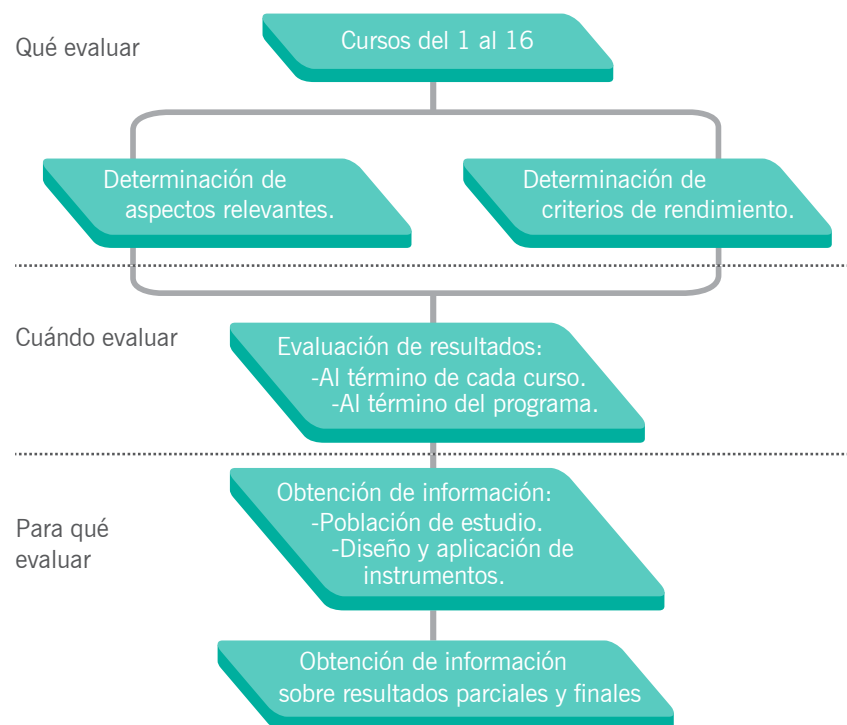 Qué evaluar
Cursos del 1 al 16
Determinación de
aspectos relevantes.
Determinación de
criterios de rendimiento.
Cuándo evaluar
Evaluación de resultados:
-Al término de cada curso.
-Al término del programa.
Para qué
evaluar
Obtención de información:
-Población de estudio.
-Diseño y aplicación de
instrumentos.
Obtención de información
sobre resultados parciales y finales